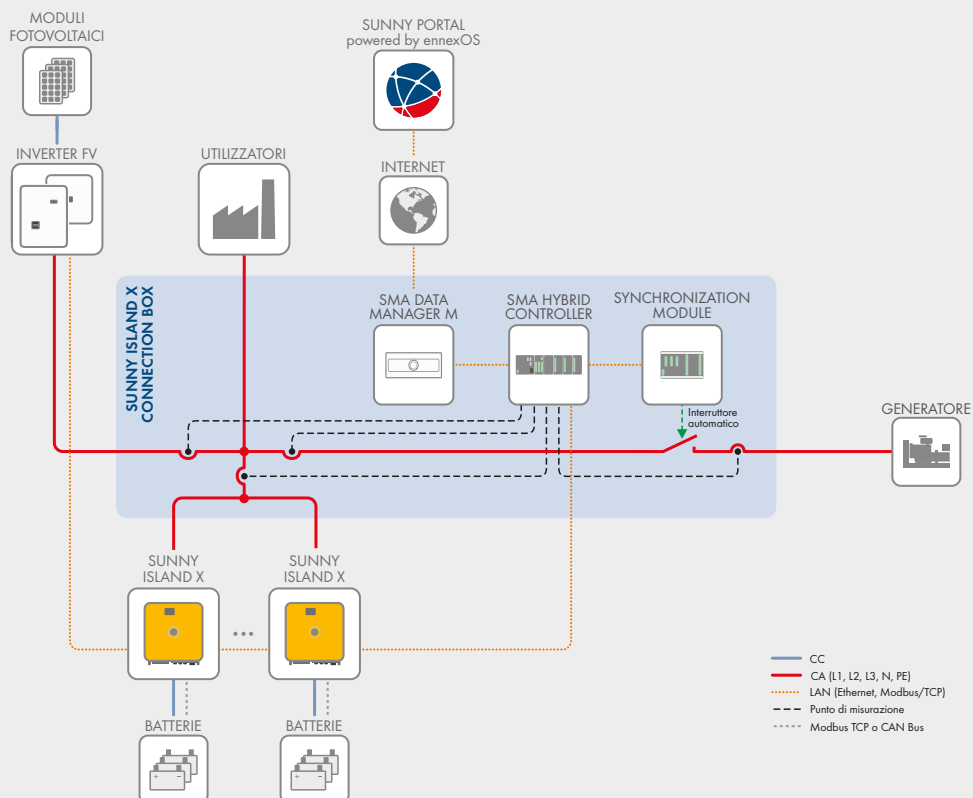 MODULI
FOTOVOLTAICI
SUNNY PORTAL
powered by ennexOS
INVERTER FV
UTILIZZATORI
INTERNET
SUNNY ISLAND X
CONNECTION BOX
SMA DATA
MANAGER M
SMA HYBRID
CONTROLLER
SYNCHRONIZATION
MODULE
Interruttore
automatico
GENERATORE
SUNNY
ISLAND X
SUNNY
ISLAND X
BATTERIE
BATTERIE
CC
CA (L1, L2, L3, N, PE)
LAN (Ethernet, Modbus/TCP)
Punto di misurazione
Modbus TCP o CAN Bus